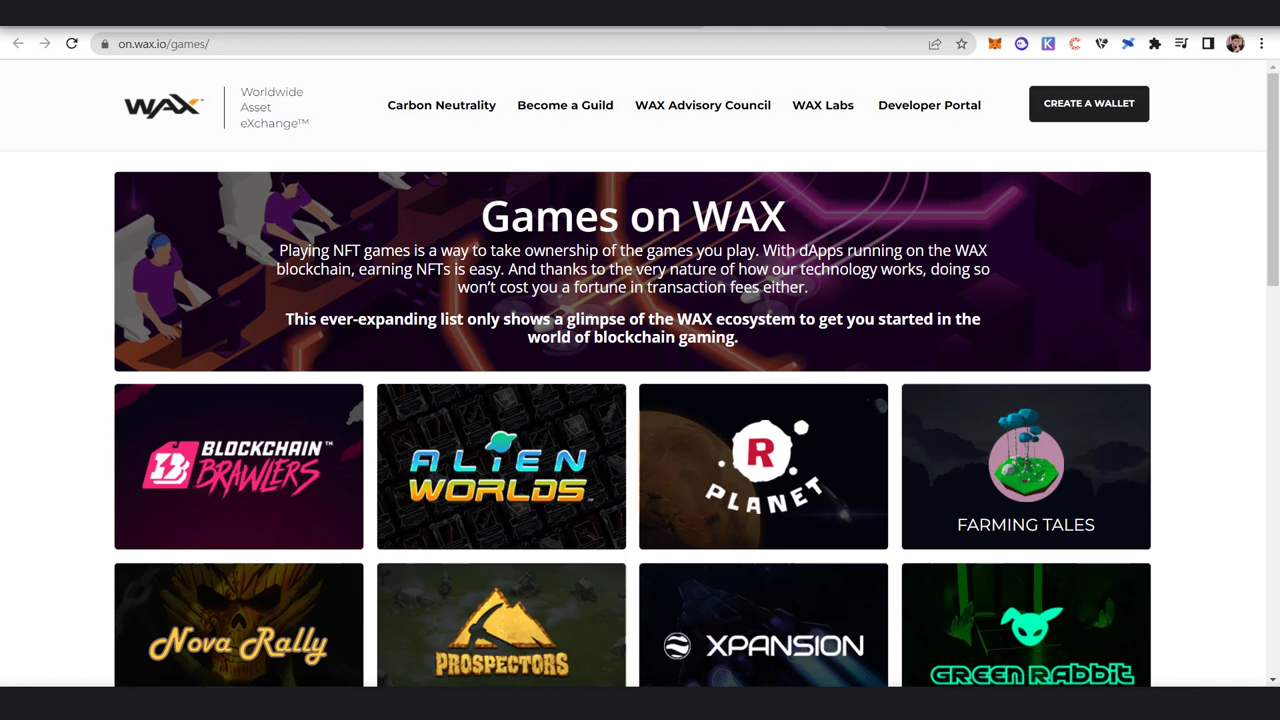 on.wax.io/games/
WAX
Worldwide
Asset
eXchange™
Carbon Neutrality
Become a Guild
WAX Advisory Council
WAX Labs
Developer Portal
CREATE A WALLET
Games on WAX
Playing NFT games is a way to take ownership of the games you play. With dApps running on the WAX
blockchain, earning NFTs is easy. And thanks to the very nature of how our technology works, doing so
won't cost you a fortune in transaction fees either.
This ever-expanding list only shows a glimpse of the WAX ecosystem to get you started in the
world of blockchain gaming.
BLOCKCHAIN™
BRAWLERS
ALIEN
WORLDS
R
PLANET
FARMING TALES
Nova Rally
PROSPECTORS
XPANSION
GREEN RABBIT